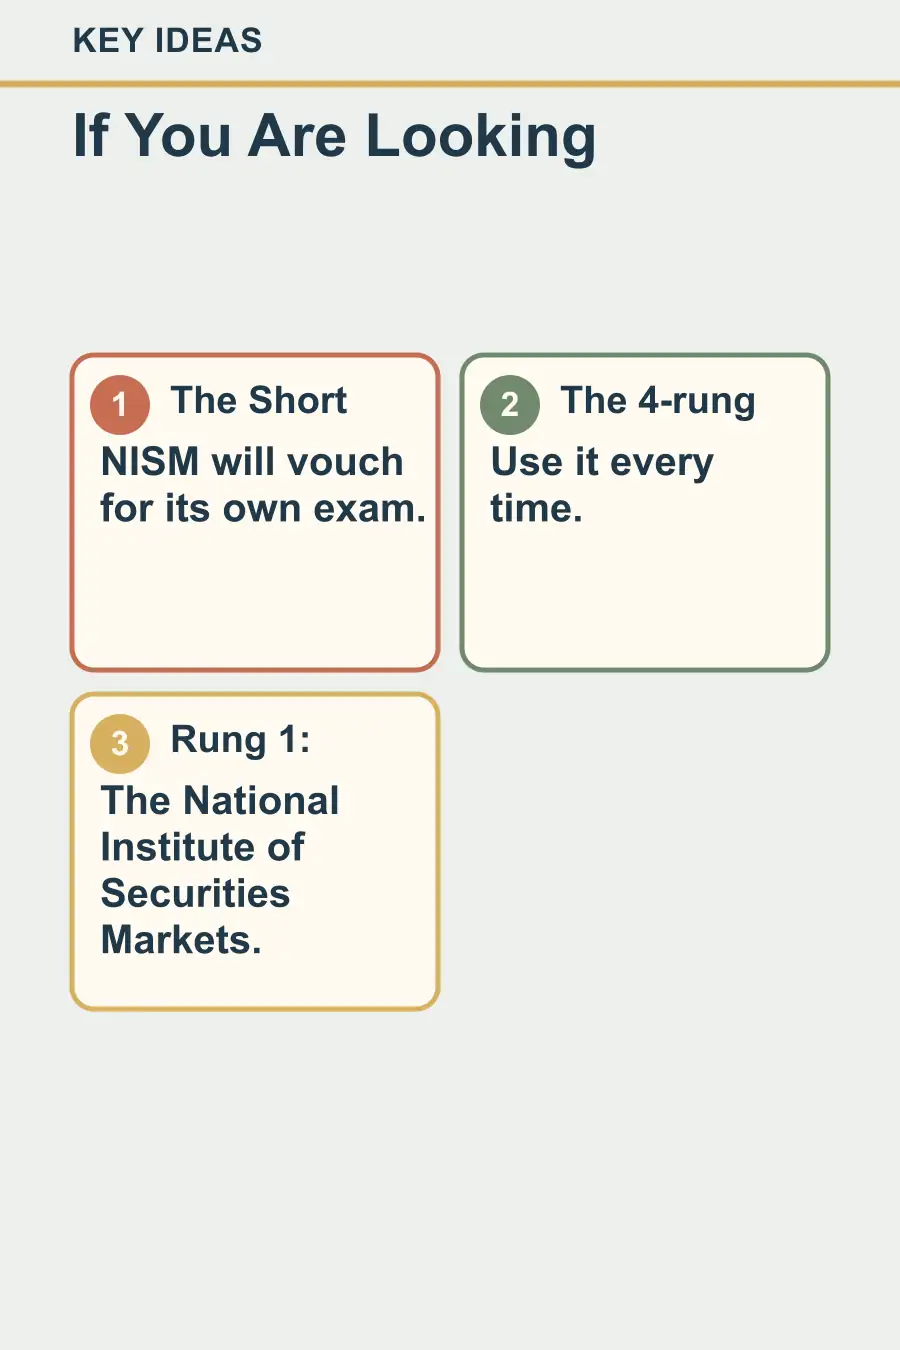 KEY IDEAS
If You Are Looking
1 The Short
NISM will vouch
for its own exam.
2 The 4-rung
Use it every
time.
3 Rung 1:
The National
Institute of
Securities
Markets.